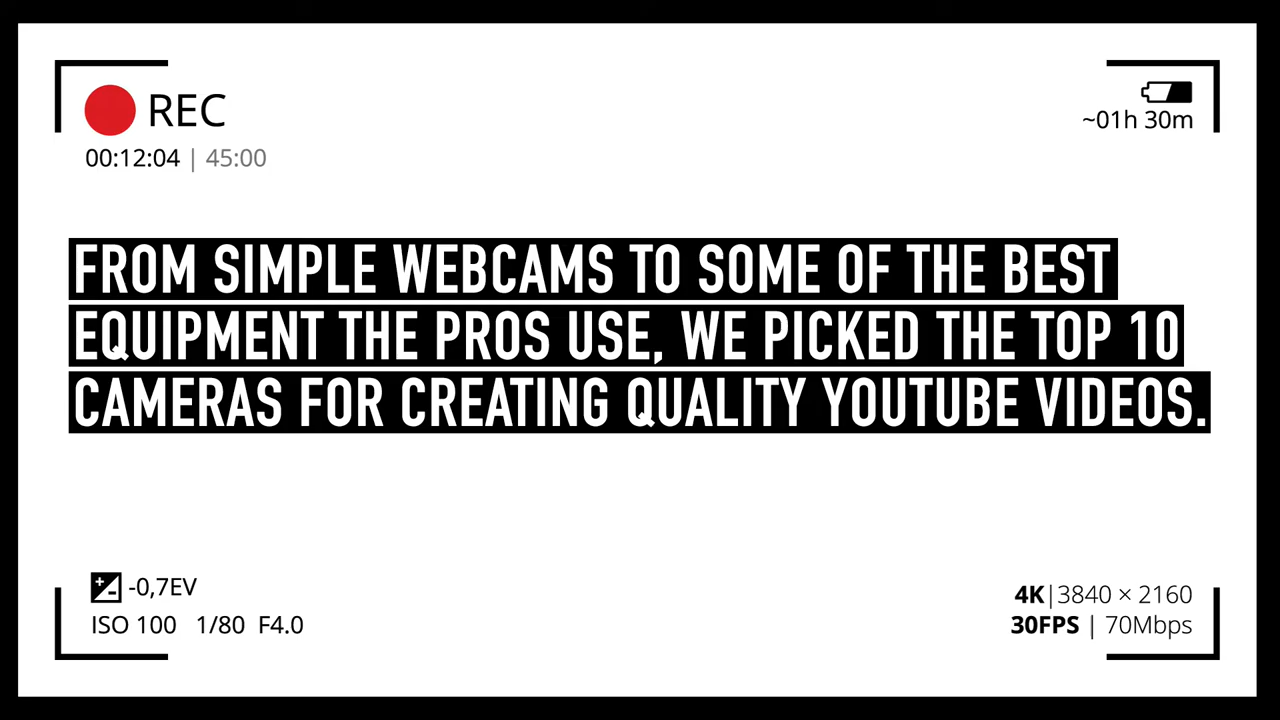 REC
~01h 30m
00:12:04 | 45:00
FROM SIMPLE WEBCAMS TO SOME OF THE BEST
EQUIPMENT THE PROS USE, WE PICKED THE TOP 10
CAMERAS FOR CREATING QUALITY YOUTUBE VIDEOS.
-0,7EV
ISO 100 1/80 F4.0
4K|3840 × 2160
30FPS | 70Mbps